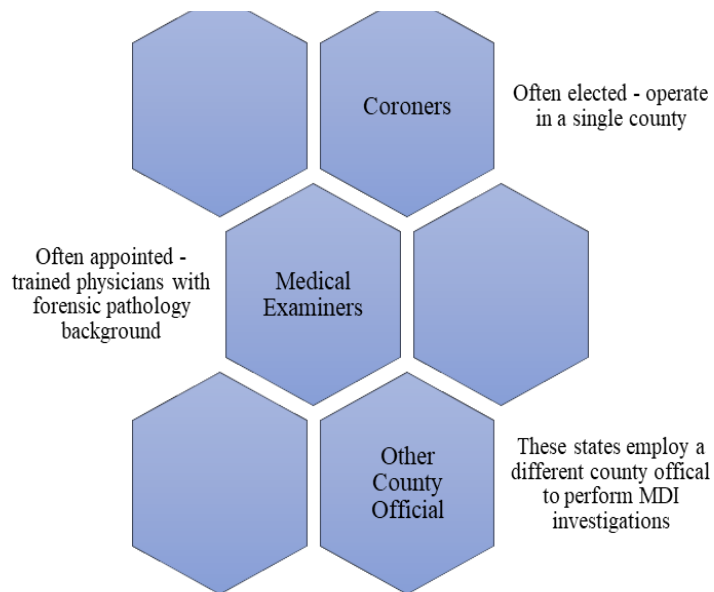 Coroners
Often elected - operate
in a single county
Often appointed -
trained physicians with
forensic pathology
background
Medical
Examiners
Other
County
Official
These states employ a
different county offical
to perform MDI
investigations